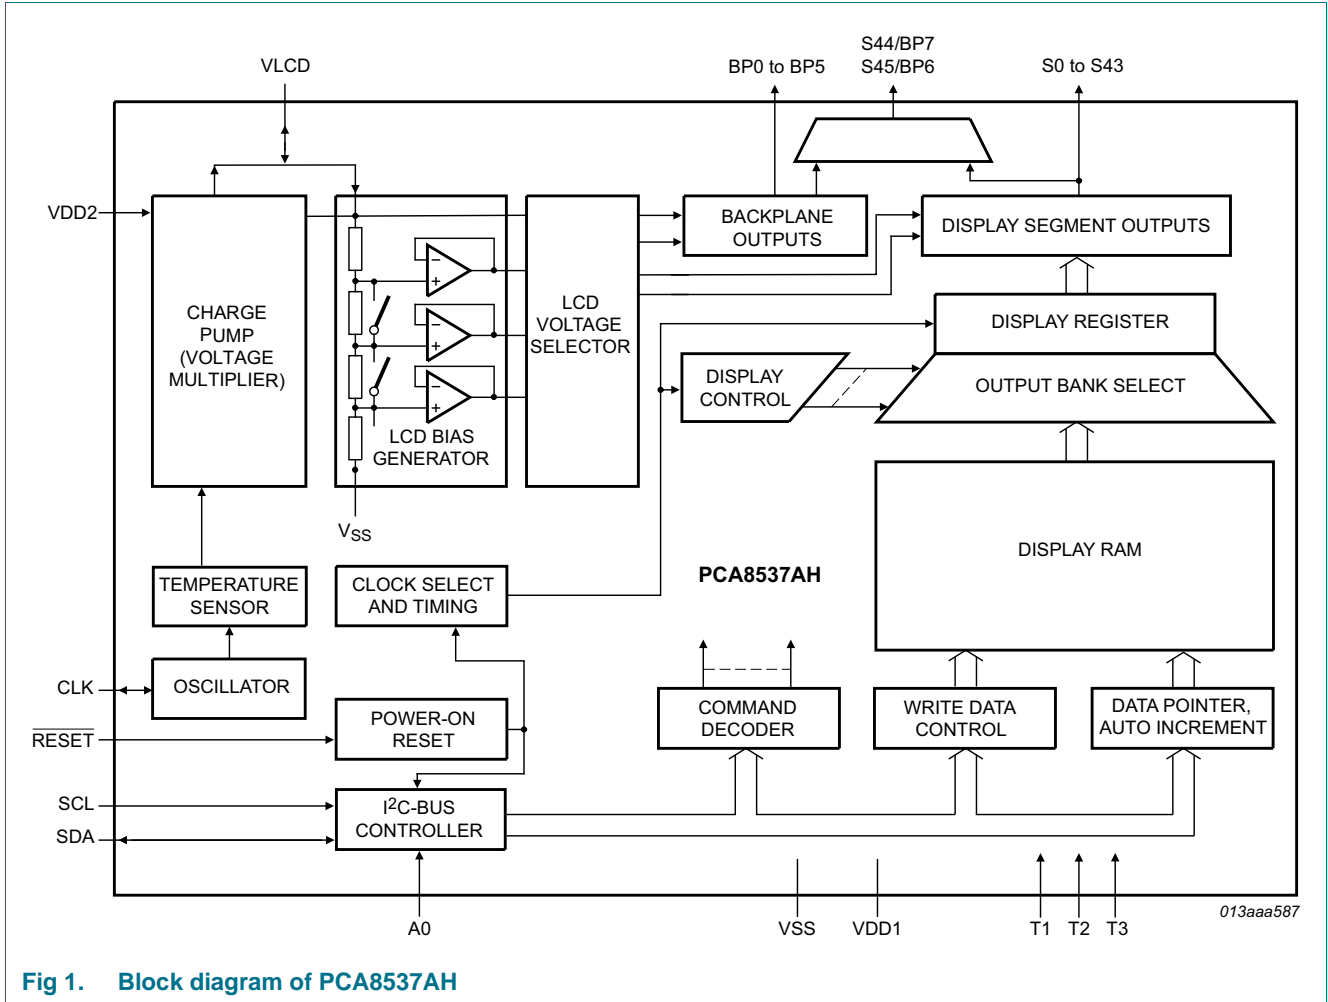 VLCD
BP0 to BP5
S44/BP7
S45/BP6
S0 to S43
VDD2
CHARGE
PUMP
(VOLTAGE
MULTIPLIER)
LCD BIAS
GENERATOR
VSS
LCD
VOLTAGE
SELECTOR
BACKPLANE
OUTPUTS
DISPLAY SEGMENT OUTPUTS
DISPLAY REGISTER
OUTPUT BANK SELECT
DISPLAY
CONTROL
DISPLAY RAM
PCA8537AH
TEMPERATURE
SENSOR
CLOCK SELECT
AND TIMING
CLK
OSCILLATOR
RESET
POWER-ON
RESET
COMMAND
DECODER
WRITE DATA
CONTROL
DATA POINTER,
AUTO INCREMENT
SCL
SDA
I2C-BUS
CONTROLLER
A0
VSS
VDD1
T1
T2
T3
013aaa587
Fig 1. Block diagram of PCA8537AH